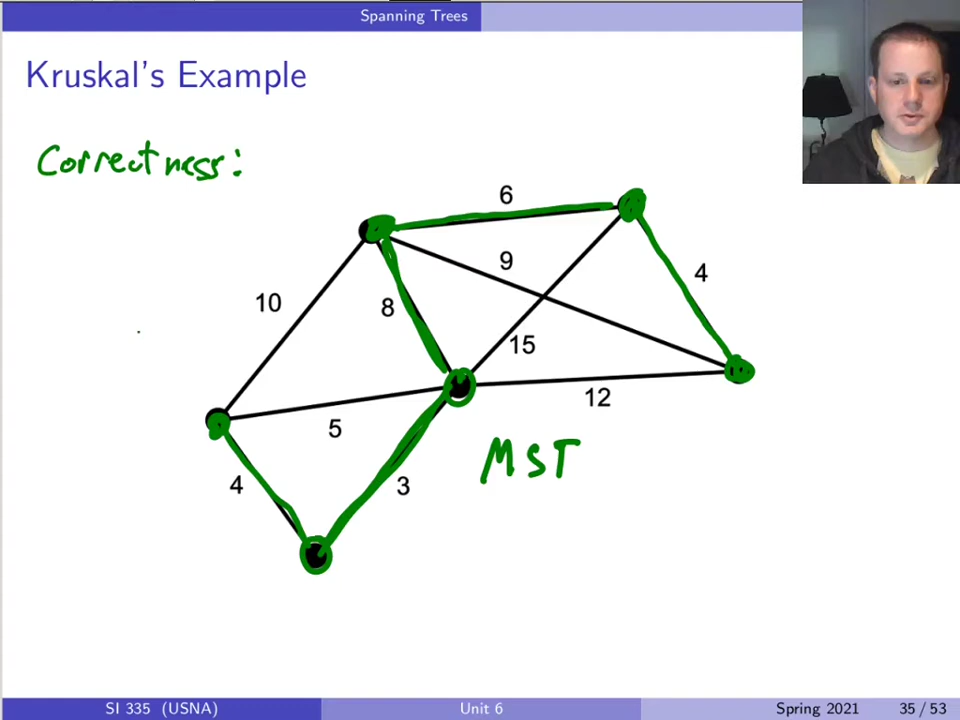 Spanning Trees
Kruskal's Example
Correctness:
6
9
4
10
8
15
12
5
MST
4
3
SI 335 (USNA) Unit 6 Spring 2021 35 / 53